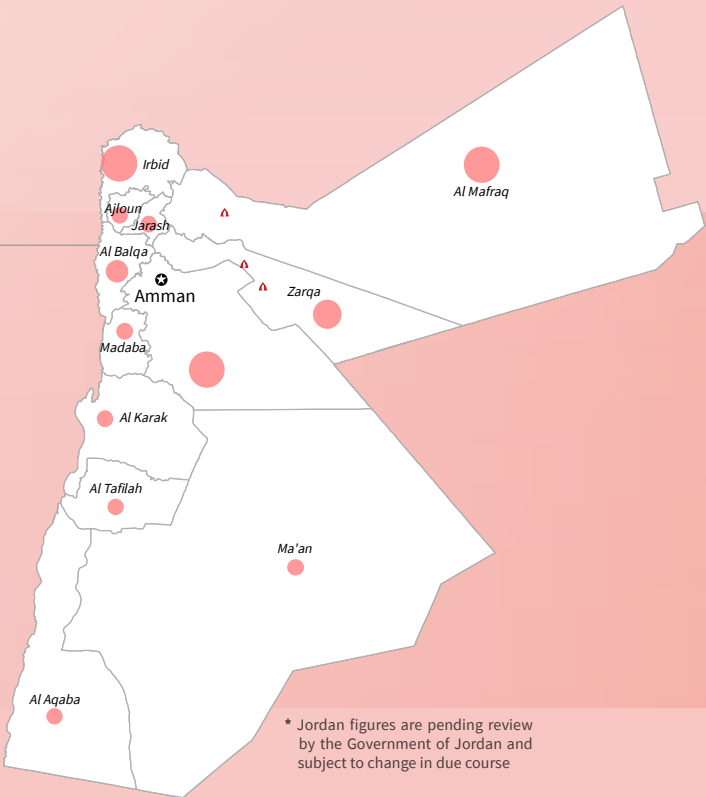 Irbid
Al Mafraq
Ajloun
Jarash
Al Balqa
Zarqa
Amman
Madaba
Al Karak
Al Tafilah
Ma'an
Al Aqaba
* Jordan figures are pending review
by the Government of Jordan and
subject to change in due course